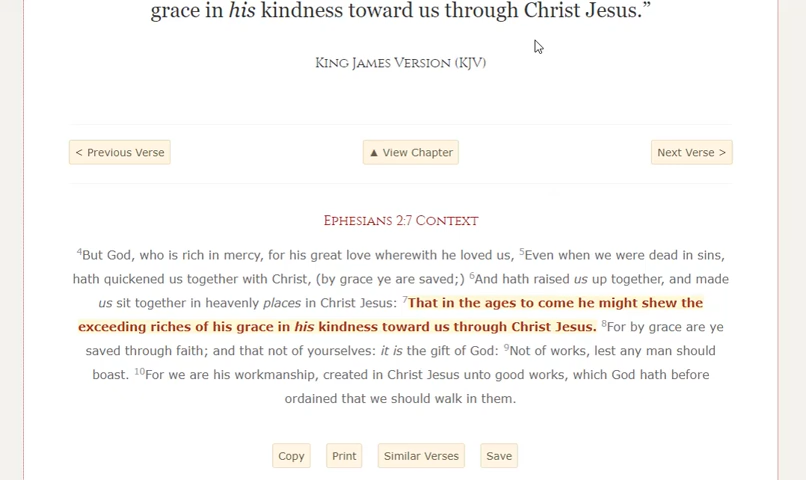 grace in his kindness toward us through Christ Jesus.”
King James Version (KJV)
< Previous Verse ▲ View Chapter Next Verse >
Ephesians 2:7 Context
4But God, who is rich in mercy, for his great love wherewith he loved us, 5Even when we were dead in sins,
hath quickened us together with Christ, (by grace ye are saved;) 6And hath raised us up together, and made
us sit together in heavenly places in Christ Jesus: 7That in the ages to come he might shew the
exceeding riches of his grace in his kindness toward us through Christ Jesus. 8For by grace are ye
saved through faith; and that not of yourselves: it is the gift of God: 9Not of works, lest any man should
boast. 10For we are his workmanship, created in Christ Jesus unto good works, which God hath before
ordained that we should walk in them.
Copy Print Similar Verses Save